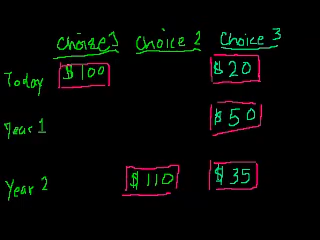 Choice 1 Choice 2 Choice 3
Today $100 $20
Year 1 $50
Year 2 $110 $35